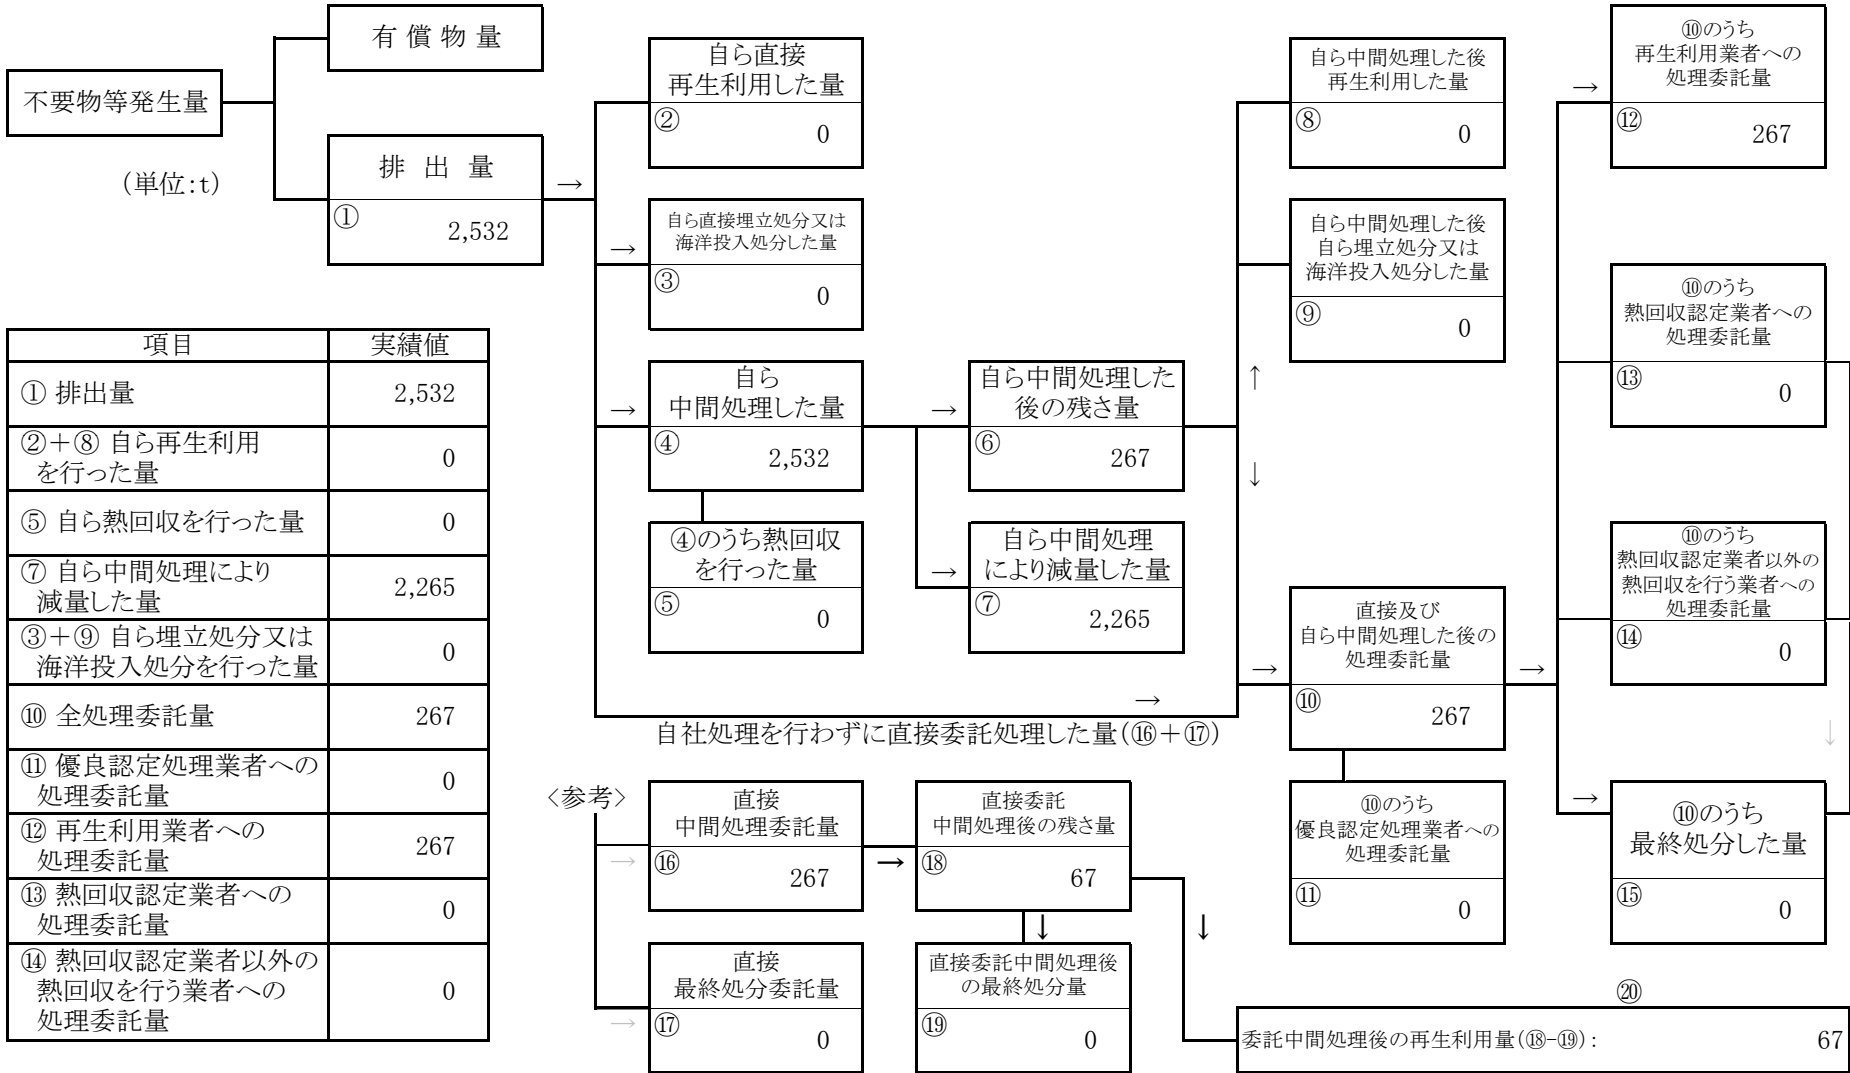 有 償 物 量
不要物等発生量
(単位:t)
排 出 量
①
2,532
→
自ら直接
再生利用した量
②
0
→
自ら直接埋立処分又は
海洋投入処分した量
③
0
→
自ら
中間処理した量
④
2,532
④のうち熱回収
を行った量
⑤
0
→
自ら中間処理した
後の残さ量
⑥
267
→
自ら中間処理
により減量した量
⑦
2,265
↑
↓
自ら中間処理した後
再生利用した量
⑧
0
自ら中間処理した後
自ら埋立処分又は
海洋投入処分した量
⑨
0
→
自社処理を行わずに直接委託処理した量(⑯+⑰)
→
直接及び
自ら中間処理した後の
処理委託量
⑩
267
→
⑩のうち
優良認定処理業者への
処理委託量
⑪
0
→
⑩のうち
再生利用業者への
処理委託量
⑫
267
⑩のうち
熱回収認定業者への
処理委託量
⑬
0
⑩のうち
熱回収認定業者以外の
熱回収を行う業者への
処理委託量
⑭
0
↓
→
⑩のうち
最終処分した量
⑮
0
項目 実績値
① 排出量 2,532
②+⑧ 自ら再生利用
を行った量 0
⑤ 自ら熱回収を行った量 0
⑦ 自ら中間処理により
減量した量 2,265
③+⑨ 自ら埋立処分又は
海洋投入処分を行った量 0
⑩ 全処理委託量 267
⑪ 優良認定処理業者への
処理委託量 0
⑫ 再生利用業者への
処理委託量 267
⑬ 熱回収認定業者への
処理委託量 0
⑭ 熱回収認定業者以外の
熱回収を行う業者への
処理委託量 0
<参考>
→
直接
中間処理委託量
⑯
267
→
直接委託
中間処理後の残さ量
⑱
67
↓
↓
→
直接
最終処分委託量
⑰
0
直接委託中間処理後
の最終処分量
⑲
0
⑳
委託中間処理後の再生利用量(⑱-⑲): 67